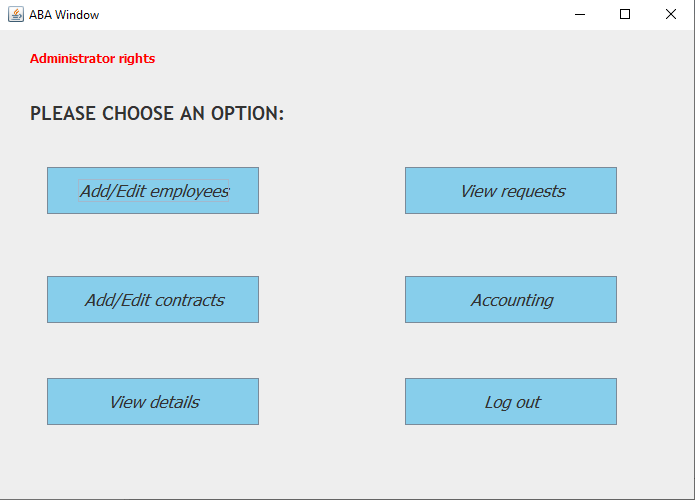 ABA Window
Administrator rights
PLEASE CHOOSE AN OPTION:
Add/Edit employees
View requests
Add/Edit contracts
Accounting
View details
Log out